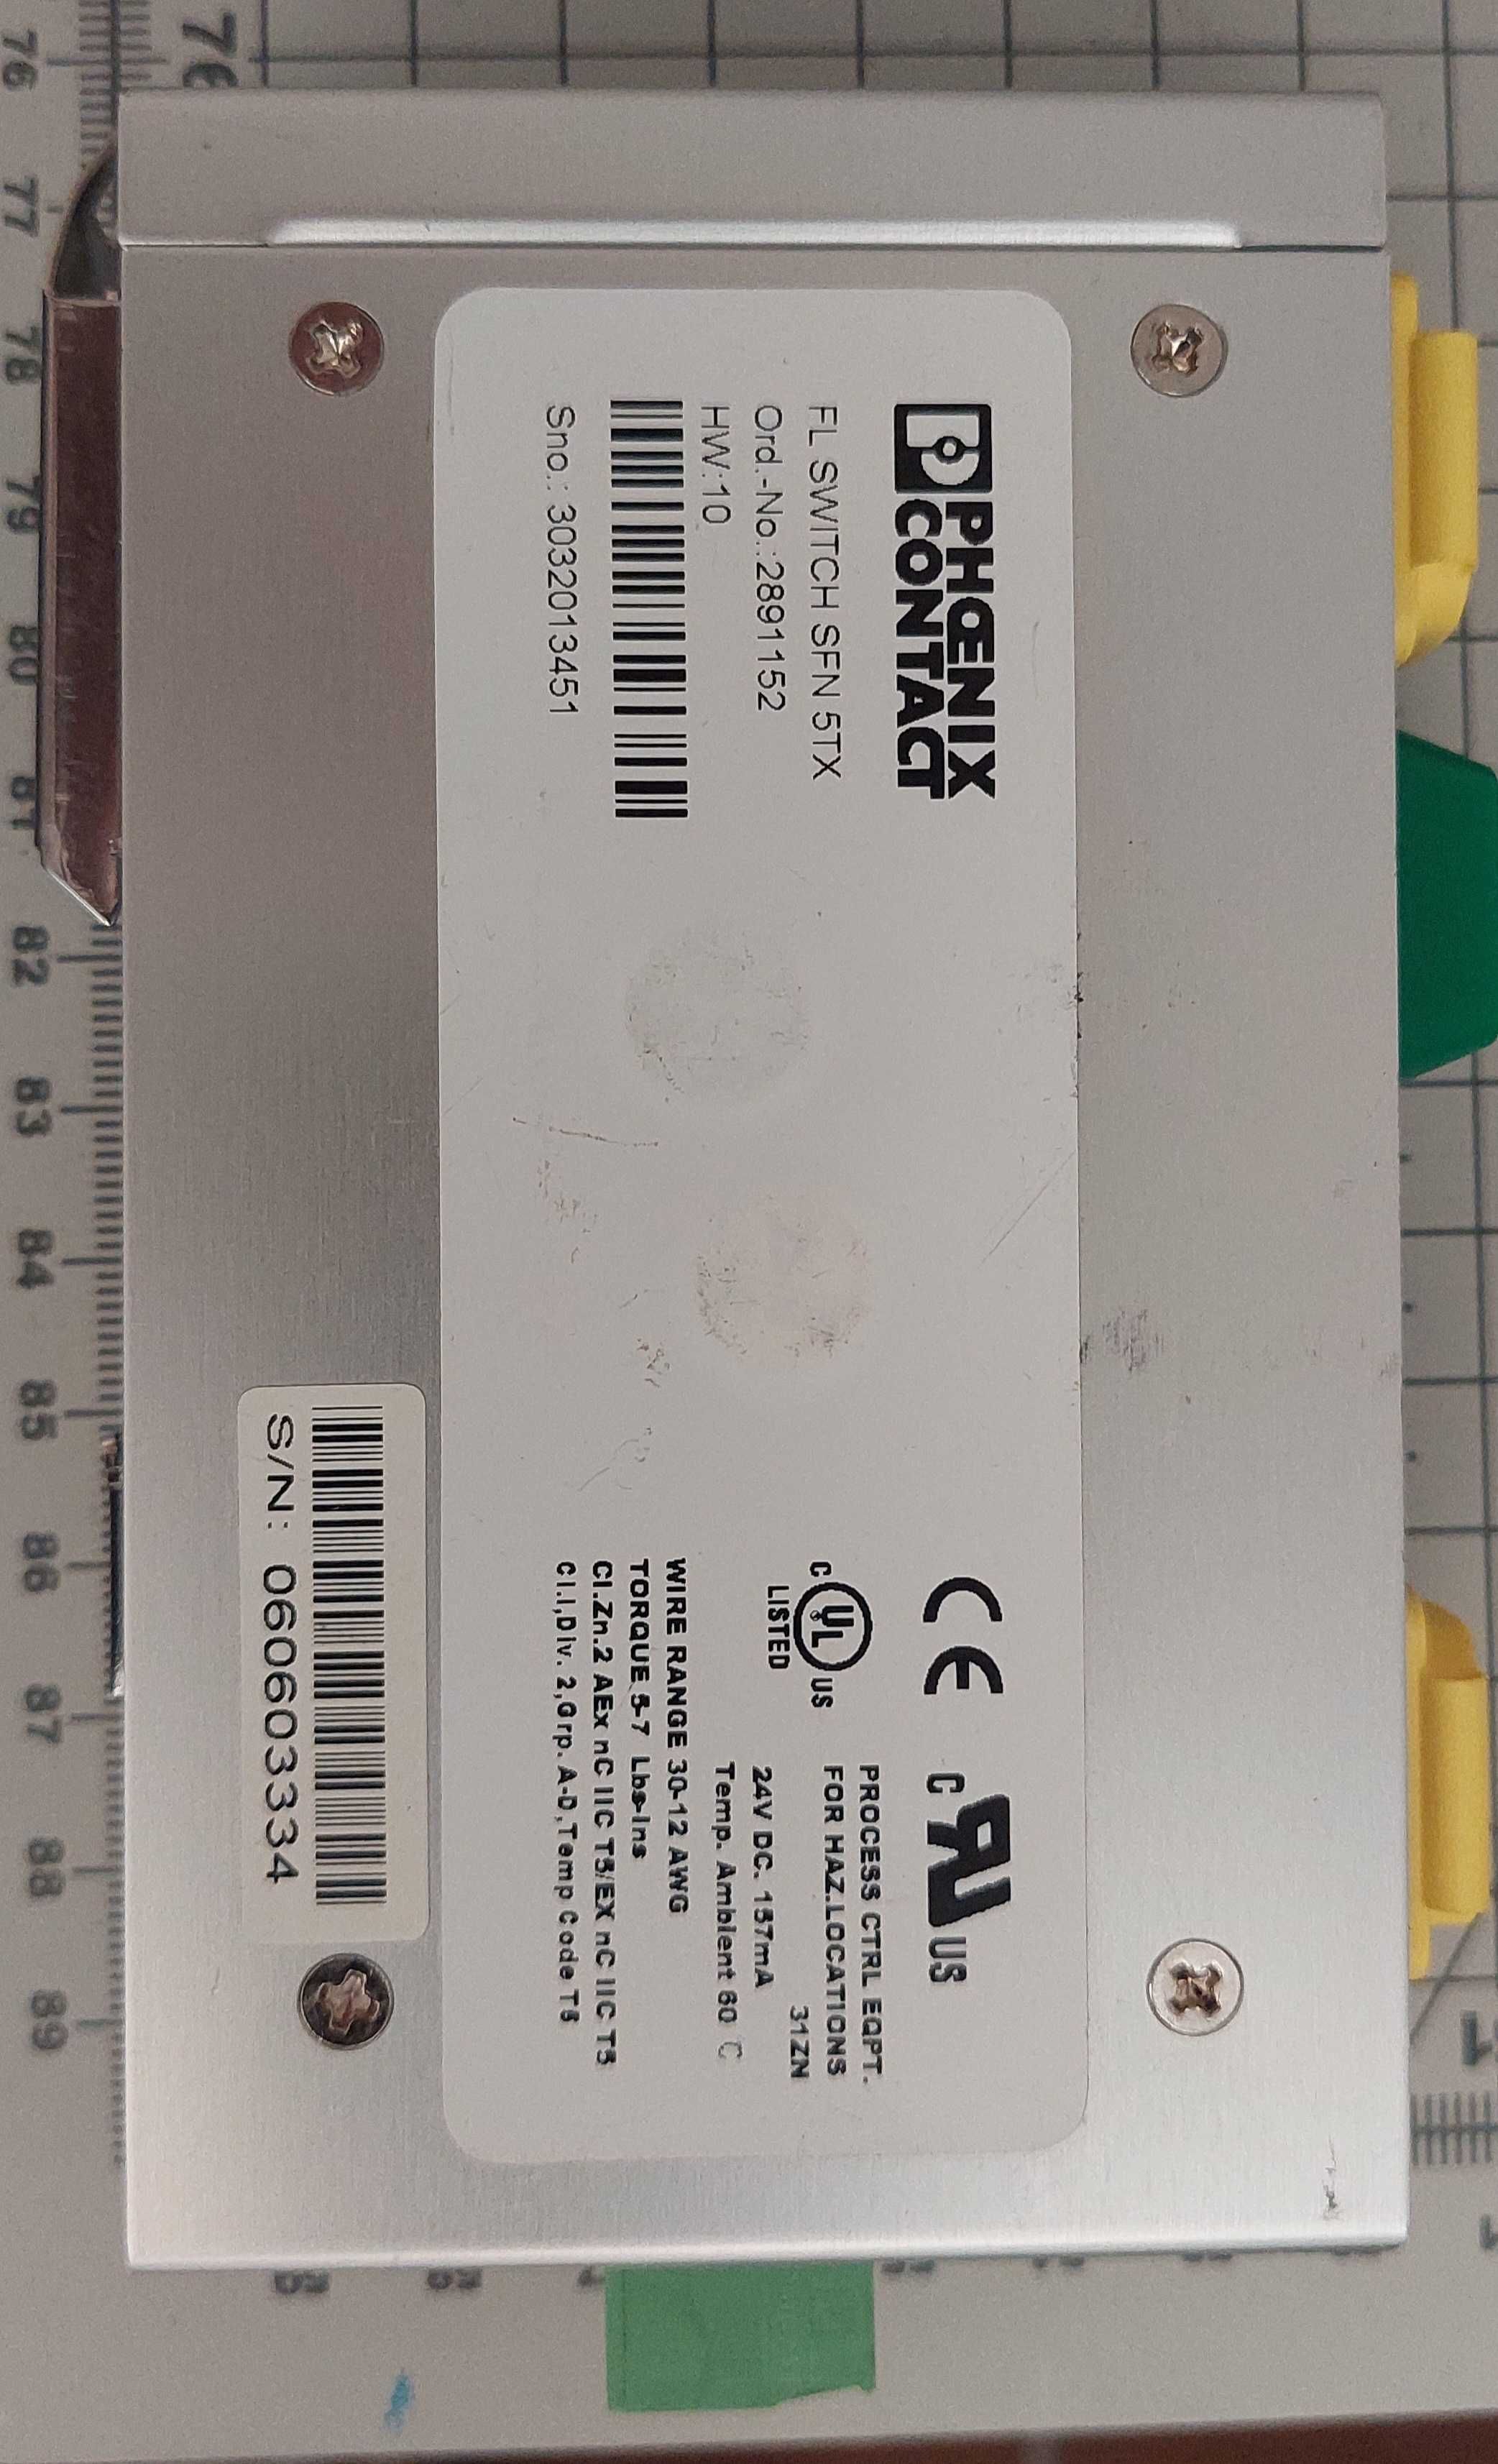 PHOENIX
CONTACT
FL SWITCH SFN 5TX
Ord.-No.:2891152
HW:10
Sno.: 3032013451
CE
C UR US
C UL US
LISTED
PROCESS CTRL EQPT.
FOR HAZ.LOCATIONS
31ZN
24V DC. 157mA
Temp. Ambient 60 C
WIRE RANGE 30-12 AWG
TORQUE 5-7 Lbs-Ins
Cl.Zn.2 AEx nC IIC T5/EX nC IIC T5
Cl.I,Div. 2,Grp. A-D,Temp Code T5
S/N: 060603334
76
76
77
78
79
80
81
82
83
84
85
86
87
88
89